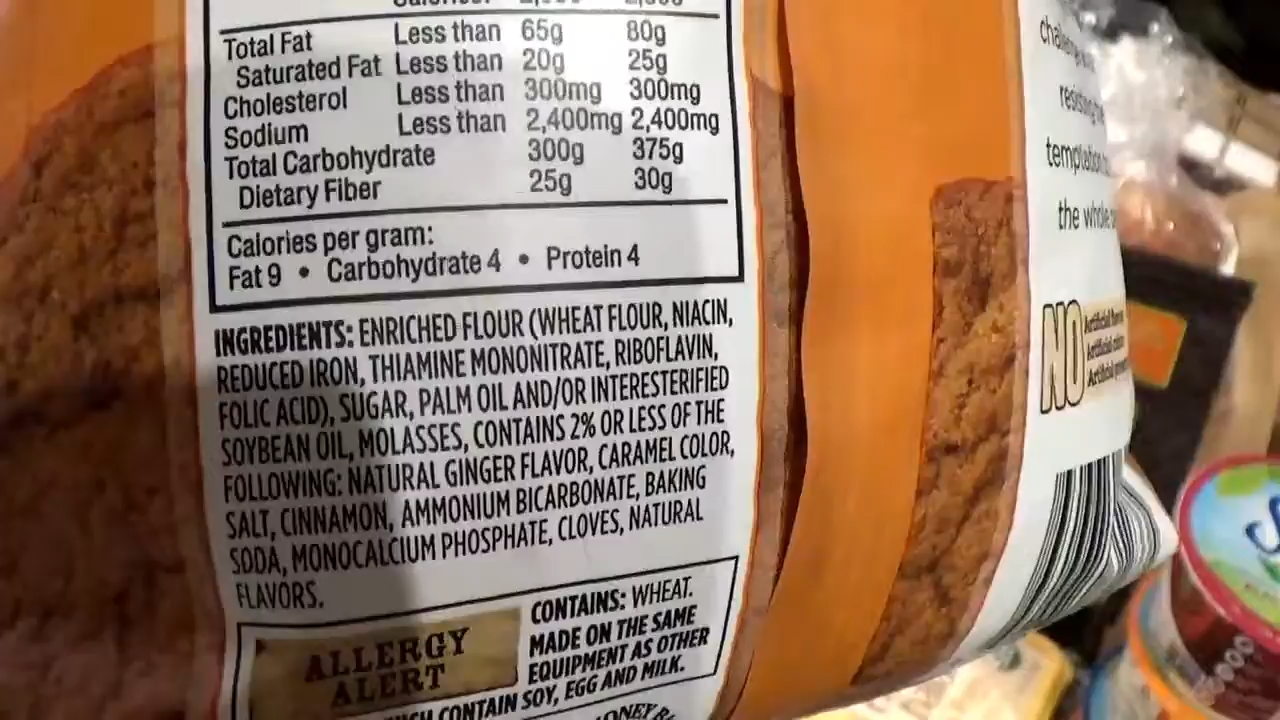 Total Fat Less than 65g 80g
Saturated Fat Less than 20g 25g
Cholesterol Less than 300mg 300mg
Sodium Less than 2,400mg 2,400mg
Total Carbohydrate 300g 375g
Dietary Fiber 25g 30g
Calories per gram:
Fat 9 • Carbohydrate 4 • Protein 4
INGREDIENTS: ENRICHED FLOUR (WHEAT FLOUR, NIACIN,
REDUCED IRON, THIAMINE MONONITRATE, RIBOFLAVIN,
FOLIC ACID), SUGAR, PALM OIL AND/OR INTERESTERIFIED
SOYBEAN OIL, MOLASSES, CONTAINS 2% OR LESS OF THE
FOLLOWING: NATURAL GINGER FLAVOR, CARAMEL COLOR,
SALT, CINNAMON, AMMONIUM BICARBONATE, BAKING
SODA, MONOCALCIUM PHOSPHATE, CLOVES, NATURAL
FLAVORS.
ALLERGY
ALERT
CONTAINS: WHEAT.
MADE ON THE SAME
EQUIPMENT AS OTHER
CONTAIN SOY, EGG AND MILK.
the whole
NO
Artificial
Artificial
Artificial